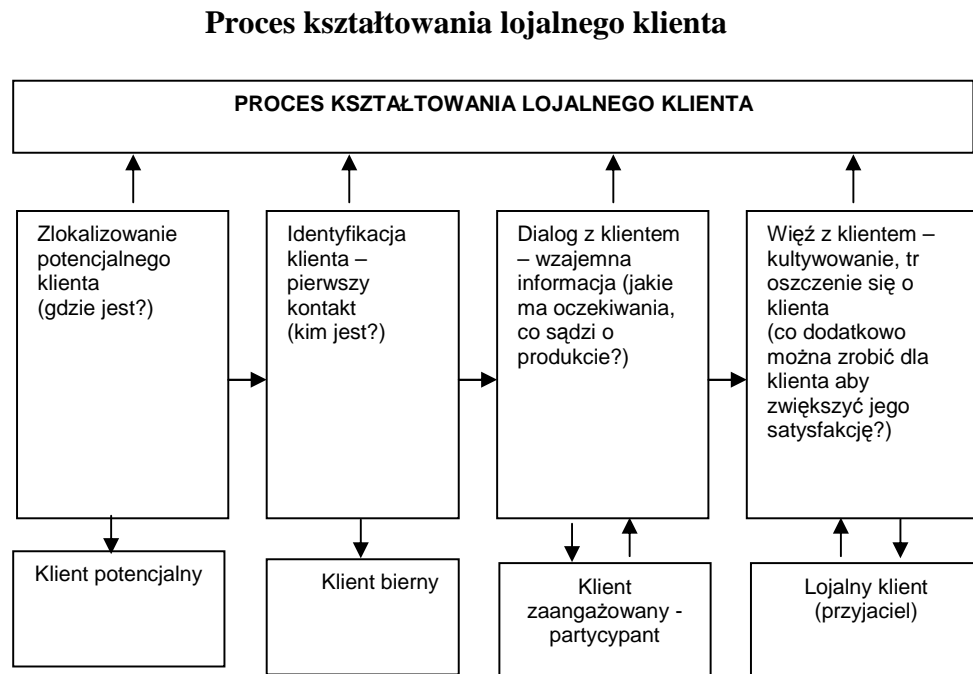 Proces kształtowania lojalnego klienta
PROCES KSZTAŁTOWANIA LOJALNEGO KLIENTA
Zlokalizowanie
potencjalnego
klienta
(gdzie jest?)
Identyfikacja
klienta –
pierwszy
kontakt
(kim jest?)
Dialog z klientem
– wzajemna
informacja (jakie
ma oczekiwania,
co sądzi o
produkcie?)
Więź z klientem –
kultywowanie, tr
oszczenie się o
klienta
(co dodatkowo
można zrobić dla
klienta aby
zwiększyć jego
satysfakcję?)
Klient potencjalny
Klient bierny
Klient
zaangażowany -
partycypant
Lojalny klient
(przyjaciel)